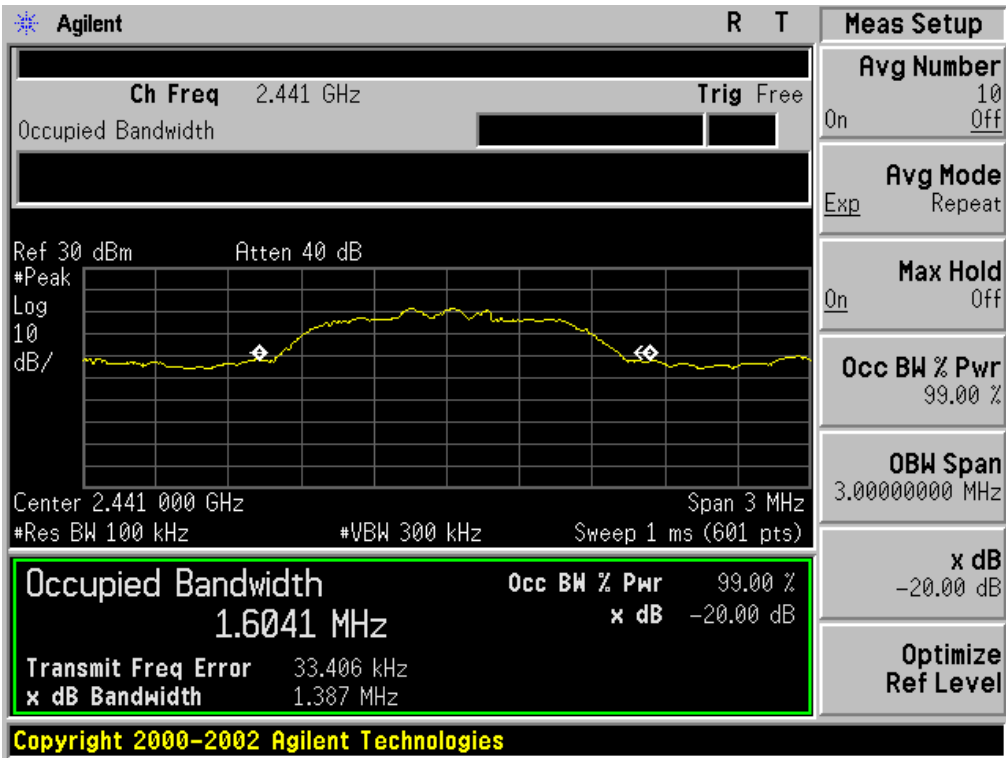 Agilent R T
Ch Freq 2.441 GHz Trig Free
Occupied Bandwidth
Ref 30 dBm Atten 40 dB
#Peak
Log
10
dB/
Center 2.441 000 GHz Span 3 MHz
#Res BW 100 kHz #VBW 300 kHz Sweep 1 ms (601 pts)
Occupied Bandwidth Occ BW % Pwr 99.00 %
1.6041 MHz x dB -20.00 dB
Transmit Freq Error 33.406 kHz
x dB Bandwidth 1.387 MHz
Copyright 2000-2002 Agilent Technologies
Meas Setup
Avg Number
10
On Off
Avg Mode
Exp Repeat
Max Hold
On Off
Occ BW % Pwr
99.00 %
OBW Span
3.00000000 MHz
x dB
-20.00 dB
Optimize
Ref Level